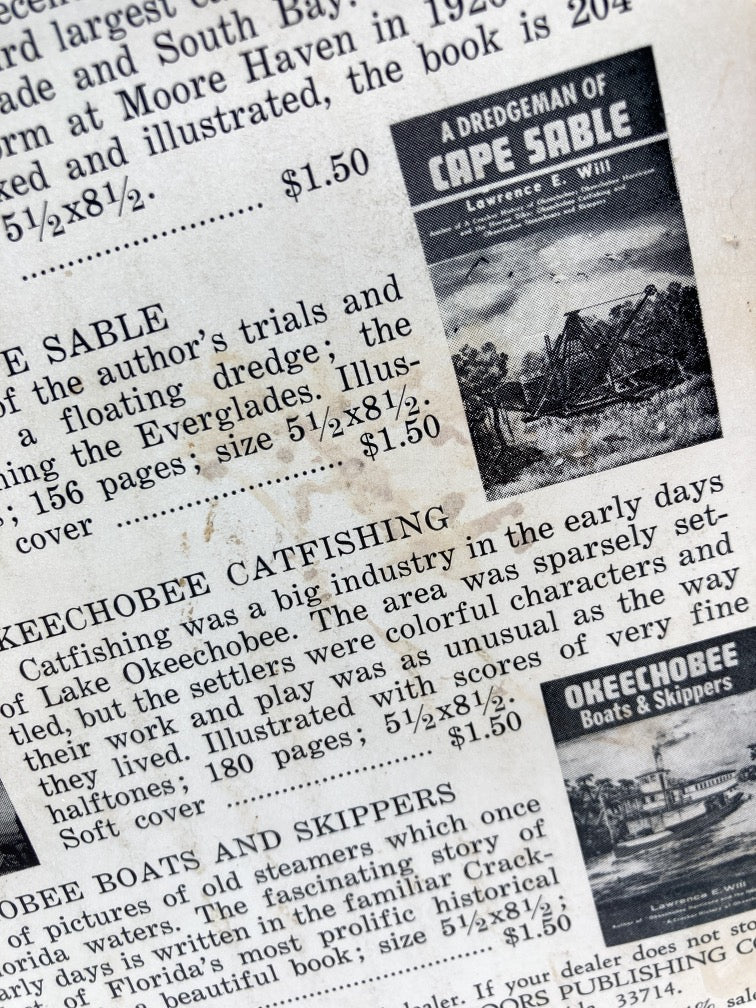 rd largest
ade and South Bay.
orm at Moore Haven in
ked and illustrated, the book is 204
5½x8½.
$1.50
A DREDGEMAN OF
CAPE SABLE
Lawrence E. Will
E SABLE
of the author's trials and
a floating dredge; the
ning the Everglades. Illus-
; 156 pages; size 5½x8½.
cover ........................ $1.50
KEECHOBEE CATFISHING
Catfishing was a big industry in the early days
of Lake Okeechobee. The area was sparsely set-
tled, but the settlers were colorful characters and
their work and play was as unusual as the way
they lived. Illustrated with scores of very fine
halftones; 180 pages; 5½x8½.
Soft cover ........................ $1.50
OKEECHOBEE
Boats & Skippers
Lawrence E. Will
OBEE BOATS AND SKIPPERS
of pictures of old steamers which once
lorida waters. The fascinating story of
arly days is written in the familiar Crack-
of Florida's most prolific historical
a beautiful book; size 5½x8½;
$1.50
ealer. If your dealer does not sto
OORS PUBLISHING CO
3714.